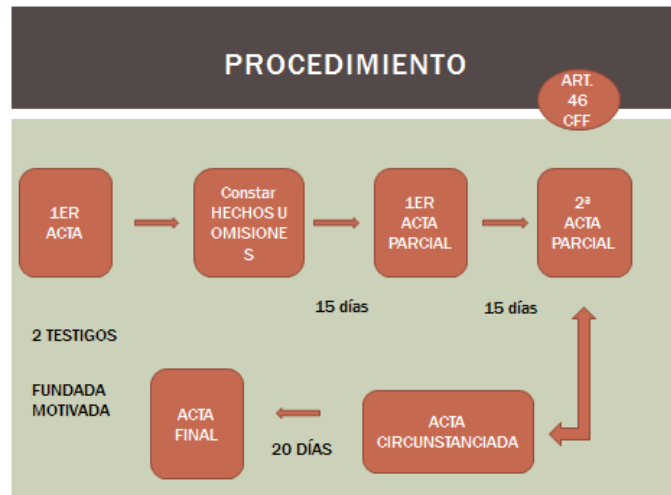 PROCEDIMIENTO
ART.
46
CFF
1ER
ACTA
Constar
HECHOS U
OMISIONE
S
1ER
ACTA
PARCIAL
2ª
ACTA
PARCIAL
15 días
15 días
2 TESTIGOS
FUNDADA
MOTIVADA
ACTA
FINAL
20 DÍAS
ACTA
CIRCUNSTANCIADA